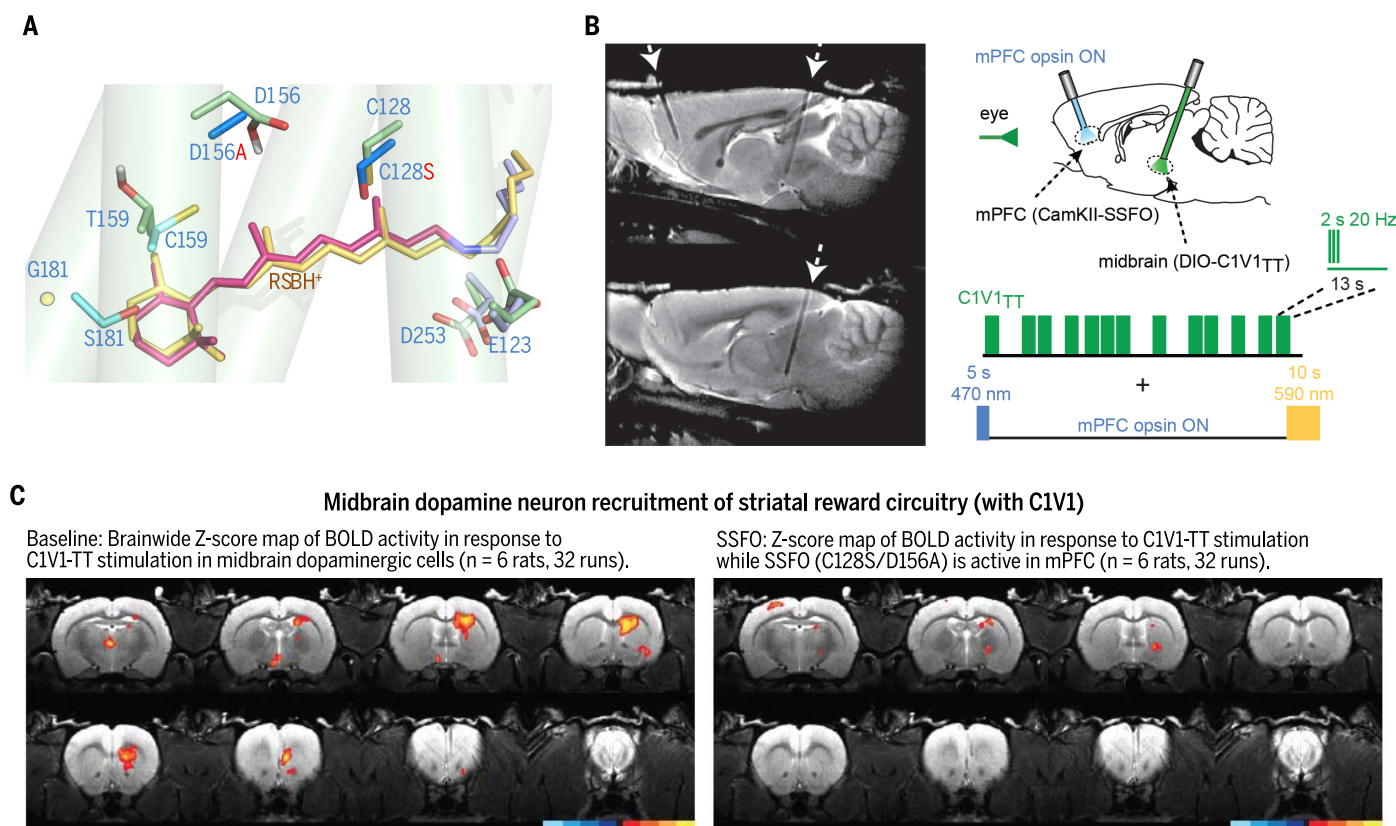 A
D156
D156A
C128
C128S
T159
C159
G181
S181
RSBH+
D253
E123
B
mPFC opsin ON
eye
mPFC (CamKII-SSFO)
midbrain (DIO-C1V1TT)
2 s 20 Hz
13 s
C1V1TT
5 s
470 nm
+
10 s
590 nm
mPFC opsin ON
C
Midbrain dopamine neuron recruitment of striatal reward circuitry (with C1V1)
Baseline: Brainwide Z-score map of BOLD activity in response to
C1V1-TT stimulation in midbrain dopaminergic cells (n = 6 rats, 32 runs).
SSFO: Z-score map of BOLD activity in response to C1V1-TT stimulation
while SSFO (C128S/D156A) is active in mPFC (n = 6 rats, 32 runs).